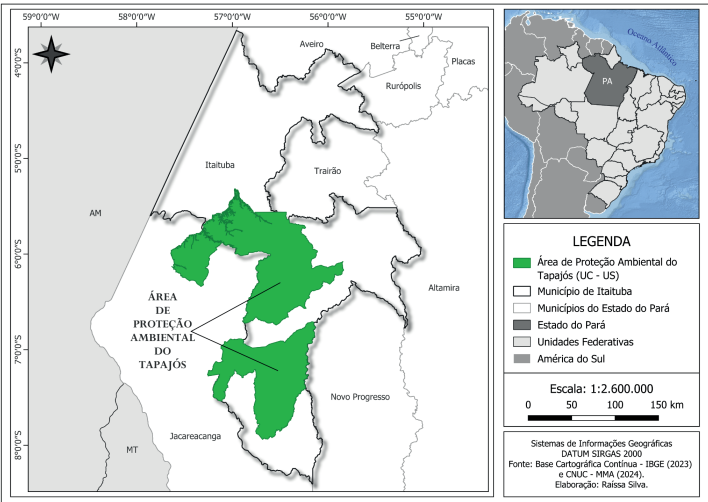 59°0'0"O
58°0'0"O
57°0'0"O
56°0'0"O
55°0'0"O
4°0'0"S
5°0'0"S
6°0'0"S
7°0'0"S
8°0'0"S
Aveiro
Belterra
Placas
Rurópolis
Itaituba
Trairão
AM
Altamira
ÁREA
DE
PROTEÇÃO
AMBIENTAL
DO
TAPAJÓS
Novo Progresso
Jacareacanga
MT
Oceano Atlântico
PA
LEGENDA
Área de Proteção Ambiental do
Tapajós (UC - US)
Município de Itaituba
Municípios do Estado do Pará
Estado do Pará
Unidades Federativas
América do Sul
Escala: 1:2.600.000
0 50 100 150 km
Sistemas de Informações Geográficas
DATUM SIRGAS 2000
Fonte: Base Cartográfica Contínua - IBGE (2023)
e CNUC - MMA (2024).
Elaboração: Raíssa Silva.